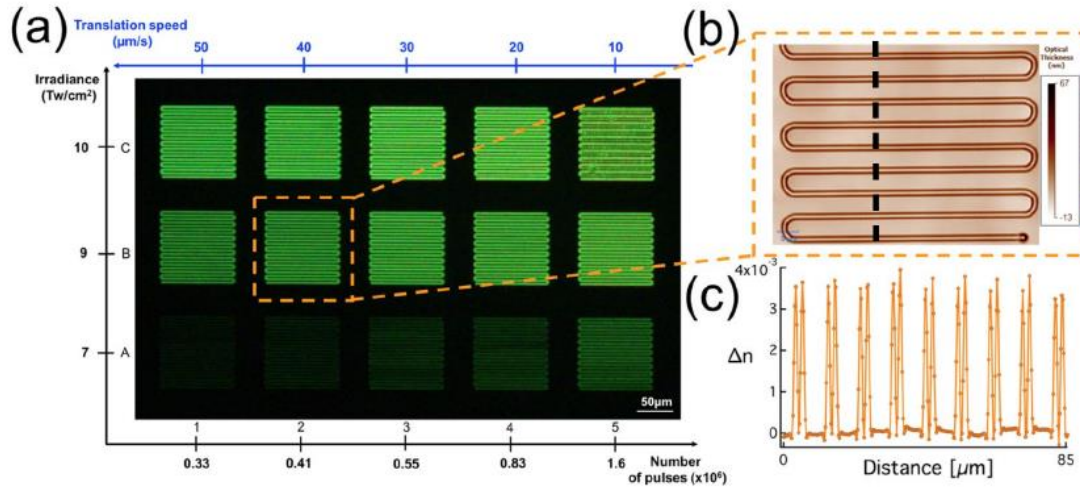 (a)
Translation speed
(μm/s)
50 40 30 20 10
Irradiance
(Tw/cm²)
10 C
9 B
7 A
50μm
1 2 3 4 5
0.33 0.41 0.55 0.83 1.6
Number
of pulses (x10⁶)
(b)
Optical
Thickness
67
-13
(c)
4x10⁻³
3
2
1
0
Δn
0 85
Distance [μm]